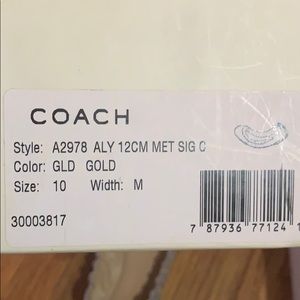 COACH
Style: A2978 ALY 12CM MET SIG C
Color: GLD GOLD
Size: 10 Width: M
30003817
7 87936 77124 1